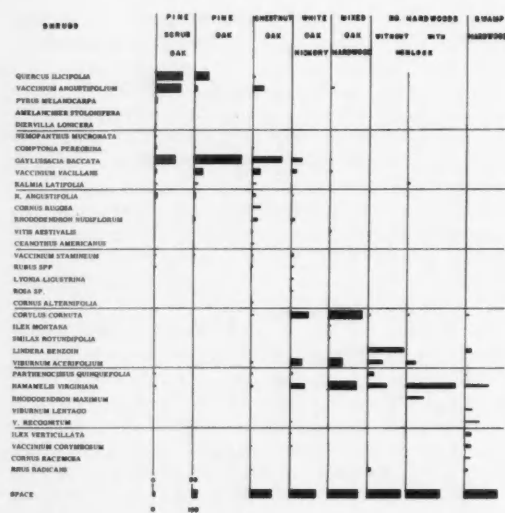 SHRUBS
PINE PINE CHESTNUT WHITE MIXED NO. HARDWOODS SWAMP
SCRUB OAK OAK OAK OAK WITHOUT WITH HARDWOOD
OAK HICKORY HARDWOOD HEMLOCK
QUERCUS ILICIFOLIA
VACCINIUM ANGUSTIFOLIUM
PYRUS MELANOCARPA
AMELANCHIER STOLONIFERA
DIERVILLA LONICERA
NEMOPANTHUS MUCRONATA
COMPTONIA PEREGRINA
GAYLUSSACIA BACCATA
VACCINIUM VACILLANS
KALMIA LATIFOLIA
K. ANGUSTIFOLIA
CORNUS RUGOSA
RHODODENDRON NUDIFLORUM
VITIS AESTIVALIS
CEANOTHUS AMERICANUS
VACCINIUM STAMINEUM
RUBUS SPP
LYONIA LIGUSTRINA
ROSA SP.
CORNUS ALTERNIFOLIA
CORYLUS CORNUTA
ILEX MONTANA
SMILAX ROTUNDIFOLIA
LINDERA BENZOIN
VIBURNUM ACERIFOLIUM
PARTHENOCISSUS QUINQUEFOLIA
HAMAMELIS VIRGINIANA
RHODODENDRON MAXIMUM
VIBURNUM LENTAGO
V. RECOGNITUM
ILEX VERTICILLATA
VACCINIUM CORYMBOSUM
CORNUS RACEMOSA
RHUS RADICANS
0 50
SPACE
0 100